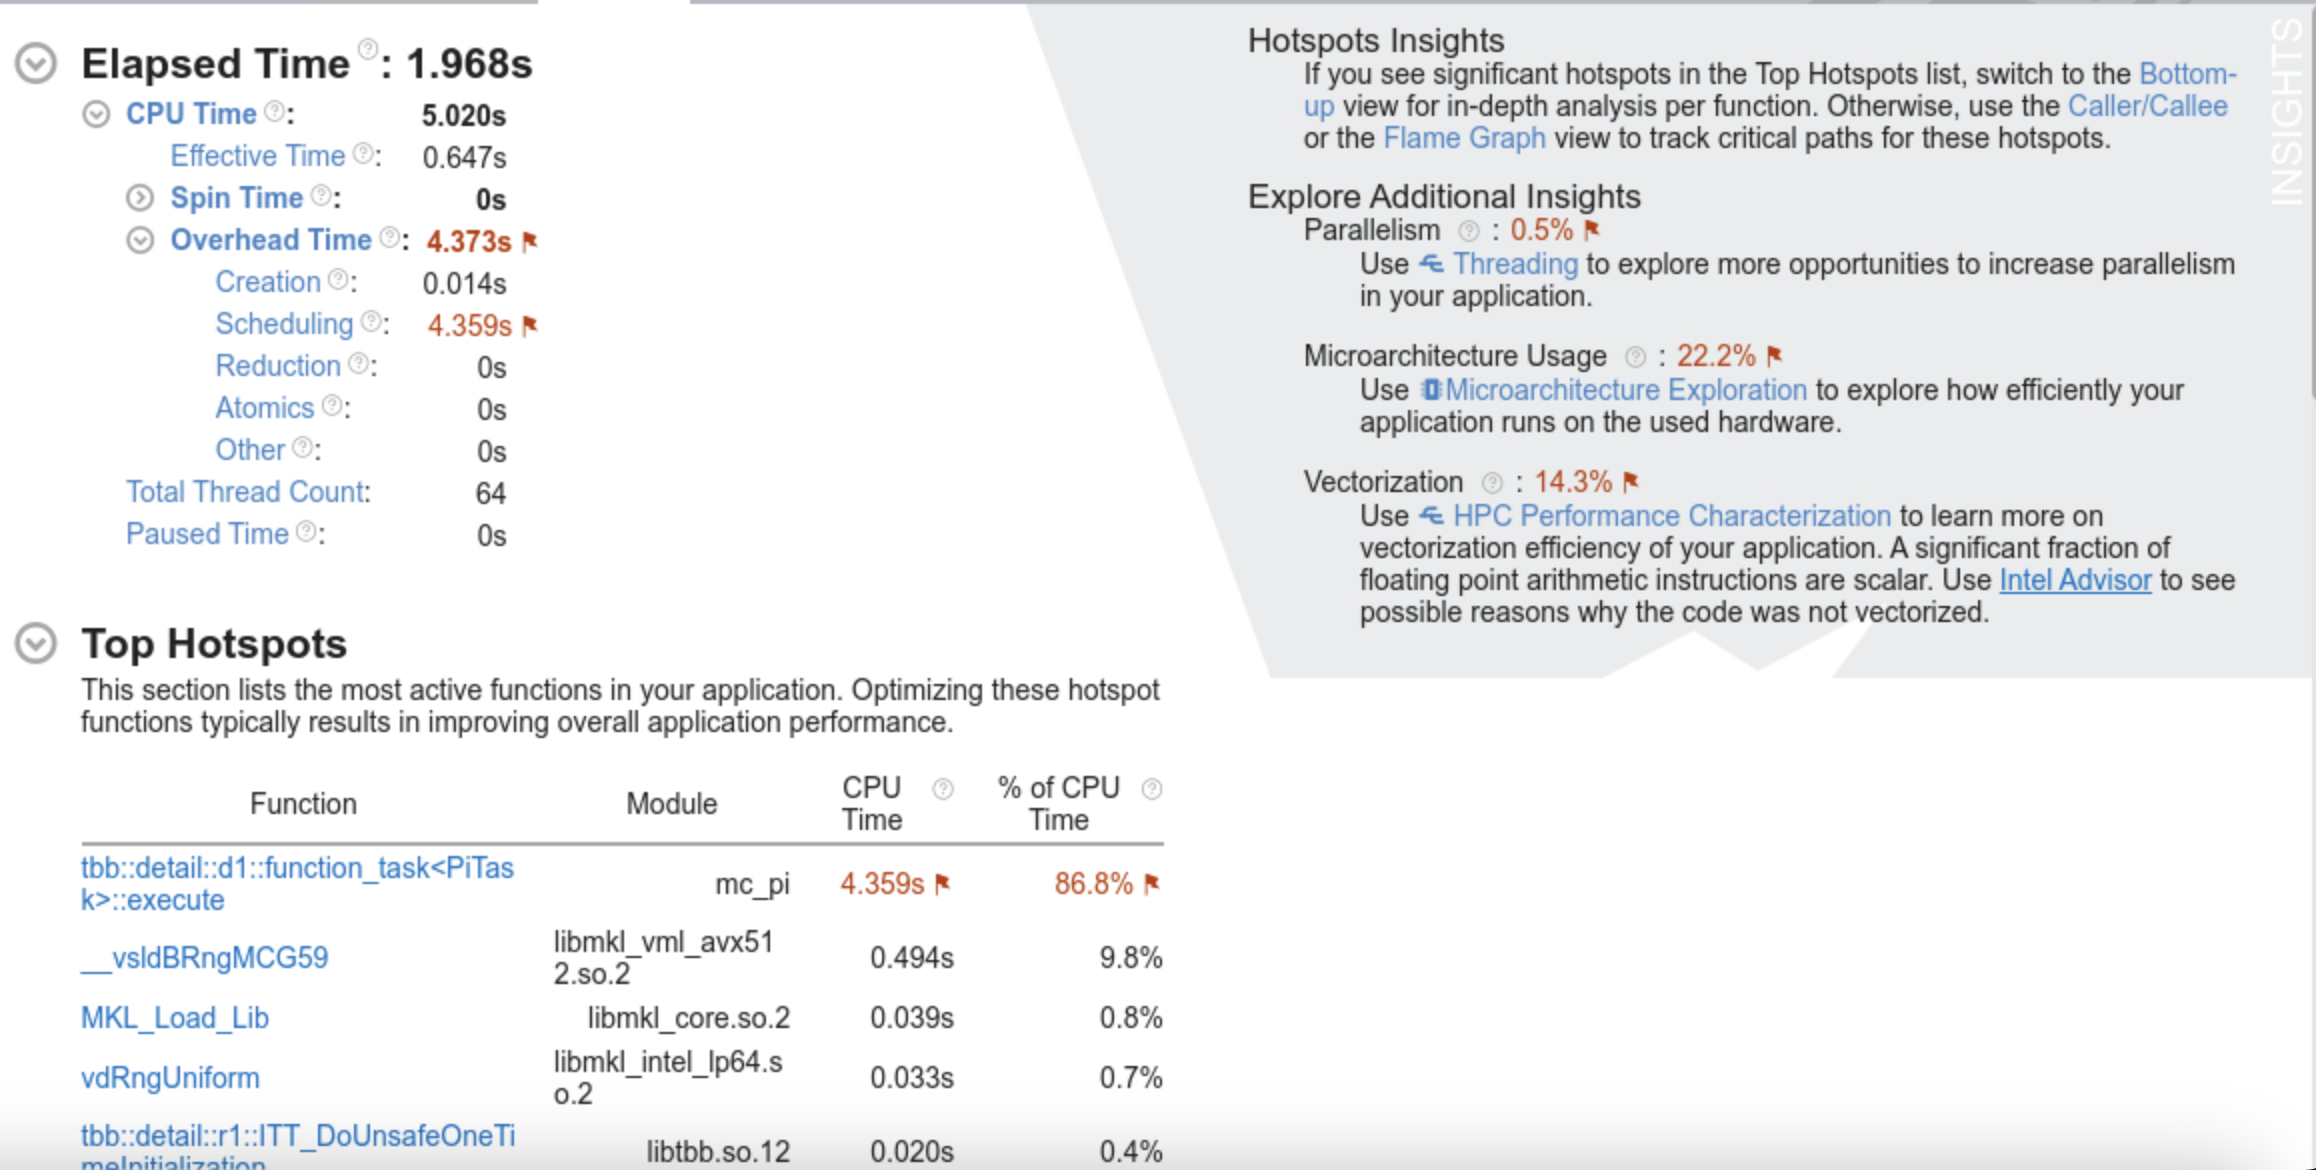 Elapsed Time : 1.968s
CPU Time : 5.020s
Effective Time : 0.647s
Spin Time : 0s
Overhead Time : 4.373s
Creation : 0.014s
Scheduling : 4.359s
Reduction : 0s
Atomics : 0s
Other : 0s
Total Thread Count: 64
Paused Time : 0s
Top Hotspots
This section lists the most active functions in your application. Optimizing these hotspot
functions typically results in improving overall application performance.
Function Module CPU Time % of CPU Time
tbb::detail::d1::function_task<PiTas
k>::execute mc_pi 4.359s 86.8%
__vsldBRngMCG59 libmkl_vml_avx51
2.so.2 0.494s 9.8%
MKL_Load_Lib libmkl_core.so.2 0.039s 0.8%
vdRngUniform libmkl_intel_lp64.s
o.2 0.033s 0.7%
tbb::detail::r1::ITT_DoUnsafeOneTi
meInitialization libtbb.so.12 0.020s 0.4%
Hotspots Insights
If you see significant hotspots in the Top Hotspots list, switch to the Bottom-
up view for in-depth analysis per function. Otherwise, use the Caller/Callee
or the Flame Graph view to track critical paths for these hotspots.
Explore Additional Insights
Parallelism : 0.5%
Use Threading to explore more opportunities to increase parallelism
in your application.
Microarchitecture Usage : 22.2%
Use Microarchitecture Exploration to explore how efficiently your
application runs on the used hardware.
Vectorization : 14.3%
Use HPC Performance Characterization to learn more on
vectorization efficiency of your application. A significant fraction of
floating point arithmetic instructions are scalar. Use Intel Advisor to see
possible reasons why the code was not vectorized.
INSIGHTS